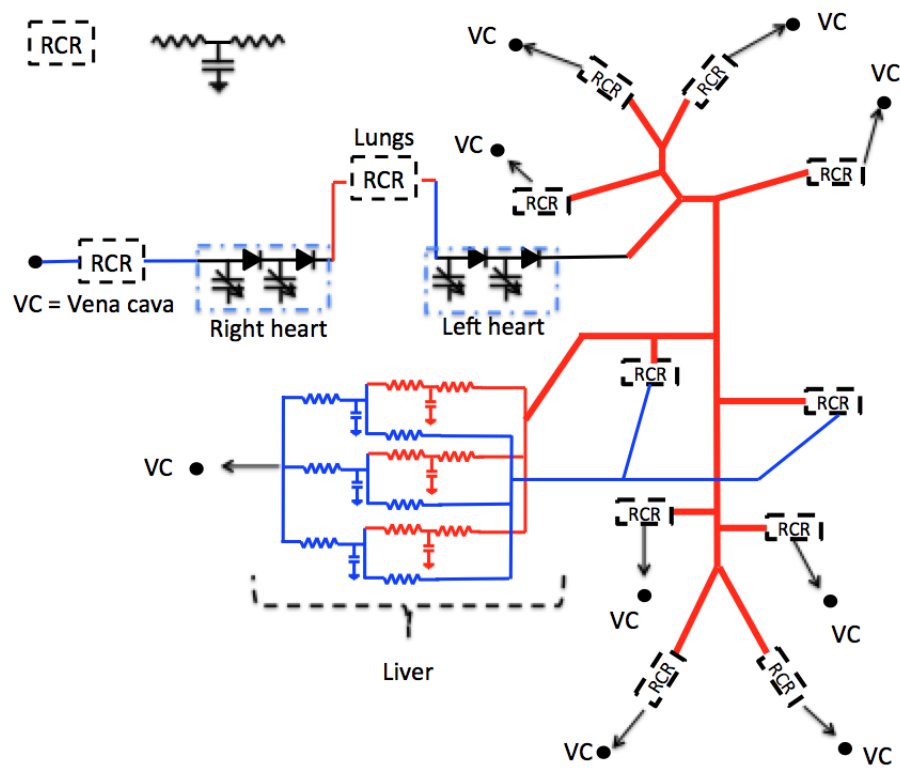 RCR
VC
VC
VC
RCR
RCR
Lungs
VC
RCR
RCR
RCR
RCR
VC = Vena cava
Right heart
Left heart
RCR
RCR
VC
RCR
RCR
VC
VC
Liver
RCR
RCR
VC
VC